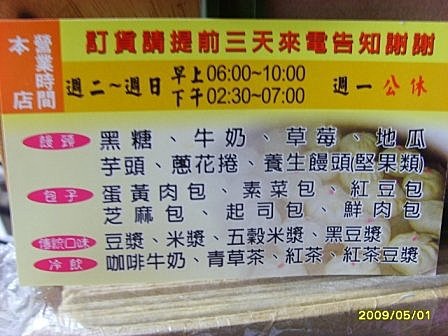 訂貨請提前三天來電告知謝謝
本店
營業時間
週二~週日 早上06:00~10:00 下午02:30~07:00 週一公休
饅頭 黑糖、牛奶、草莓、地瓜
芋頭、蔥花捲、養生饅頭(堅果類)
包子 蛋黃肉包、素菜包、紅豆包
芝麻包、起司包、鮮肉包
傳統口味 豆漿、米漿、五穀米漿、黑豆漿
冷飲 咖啡牛奶、青草茶、紅茶、紅茶豆漿
2009/05/01